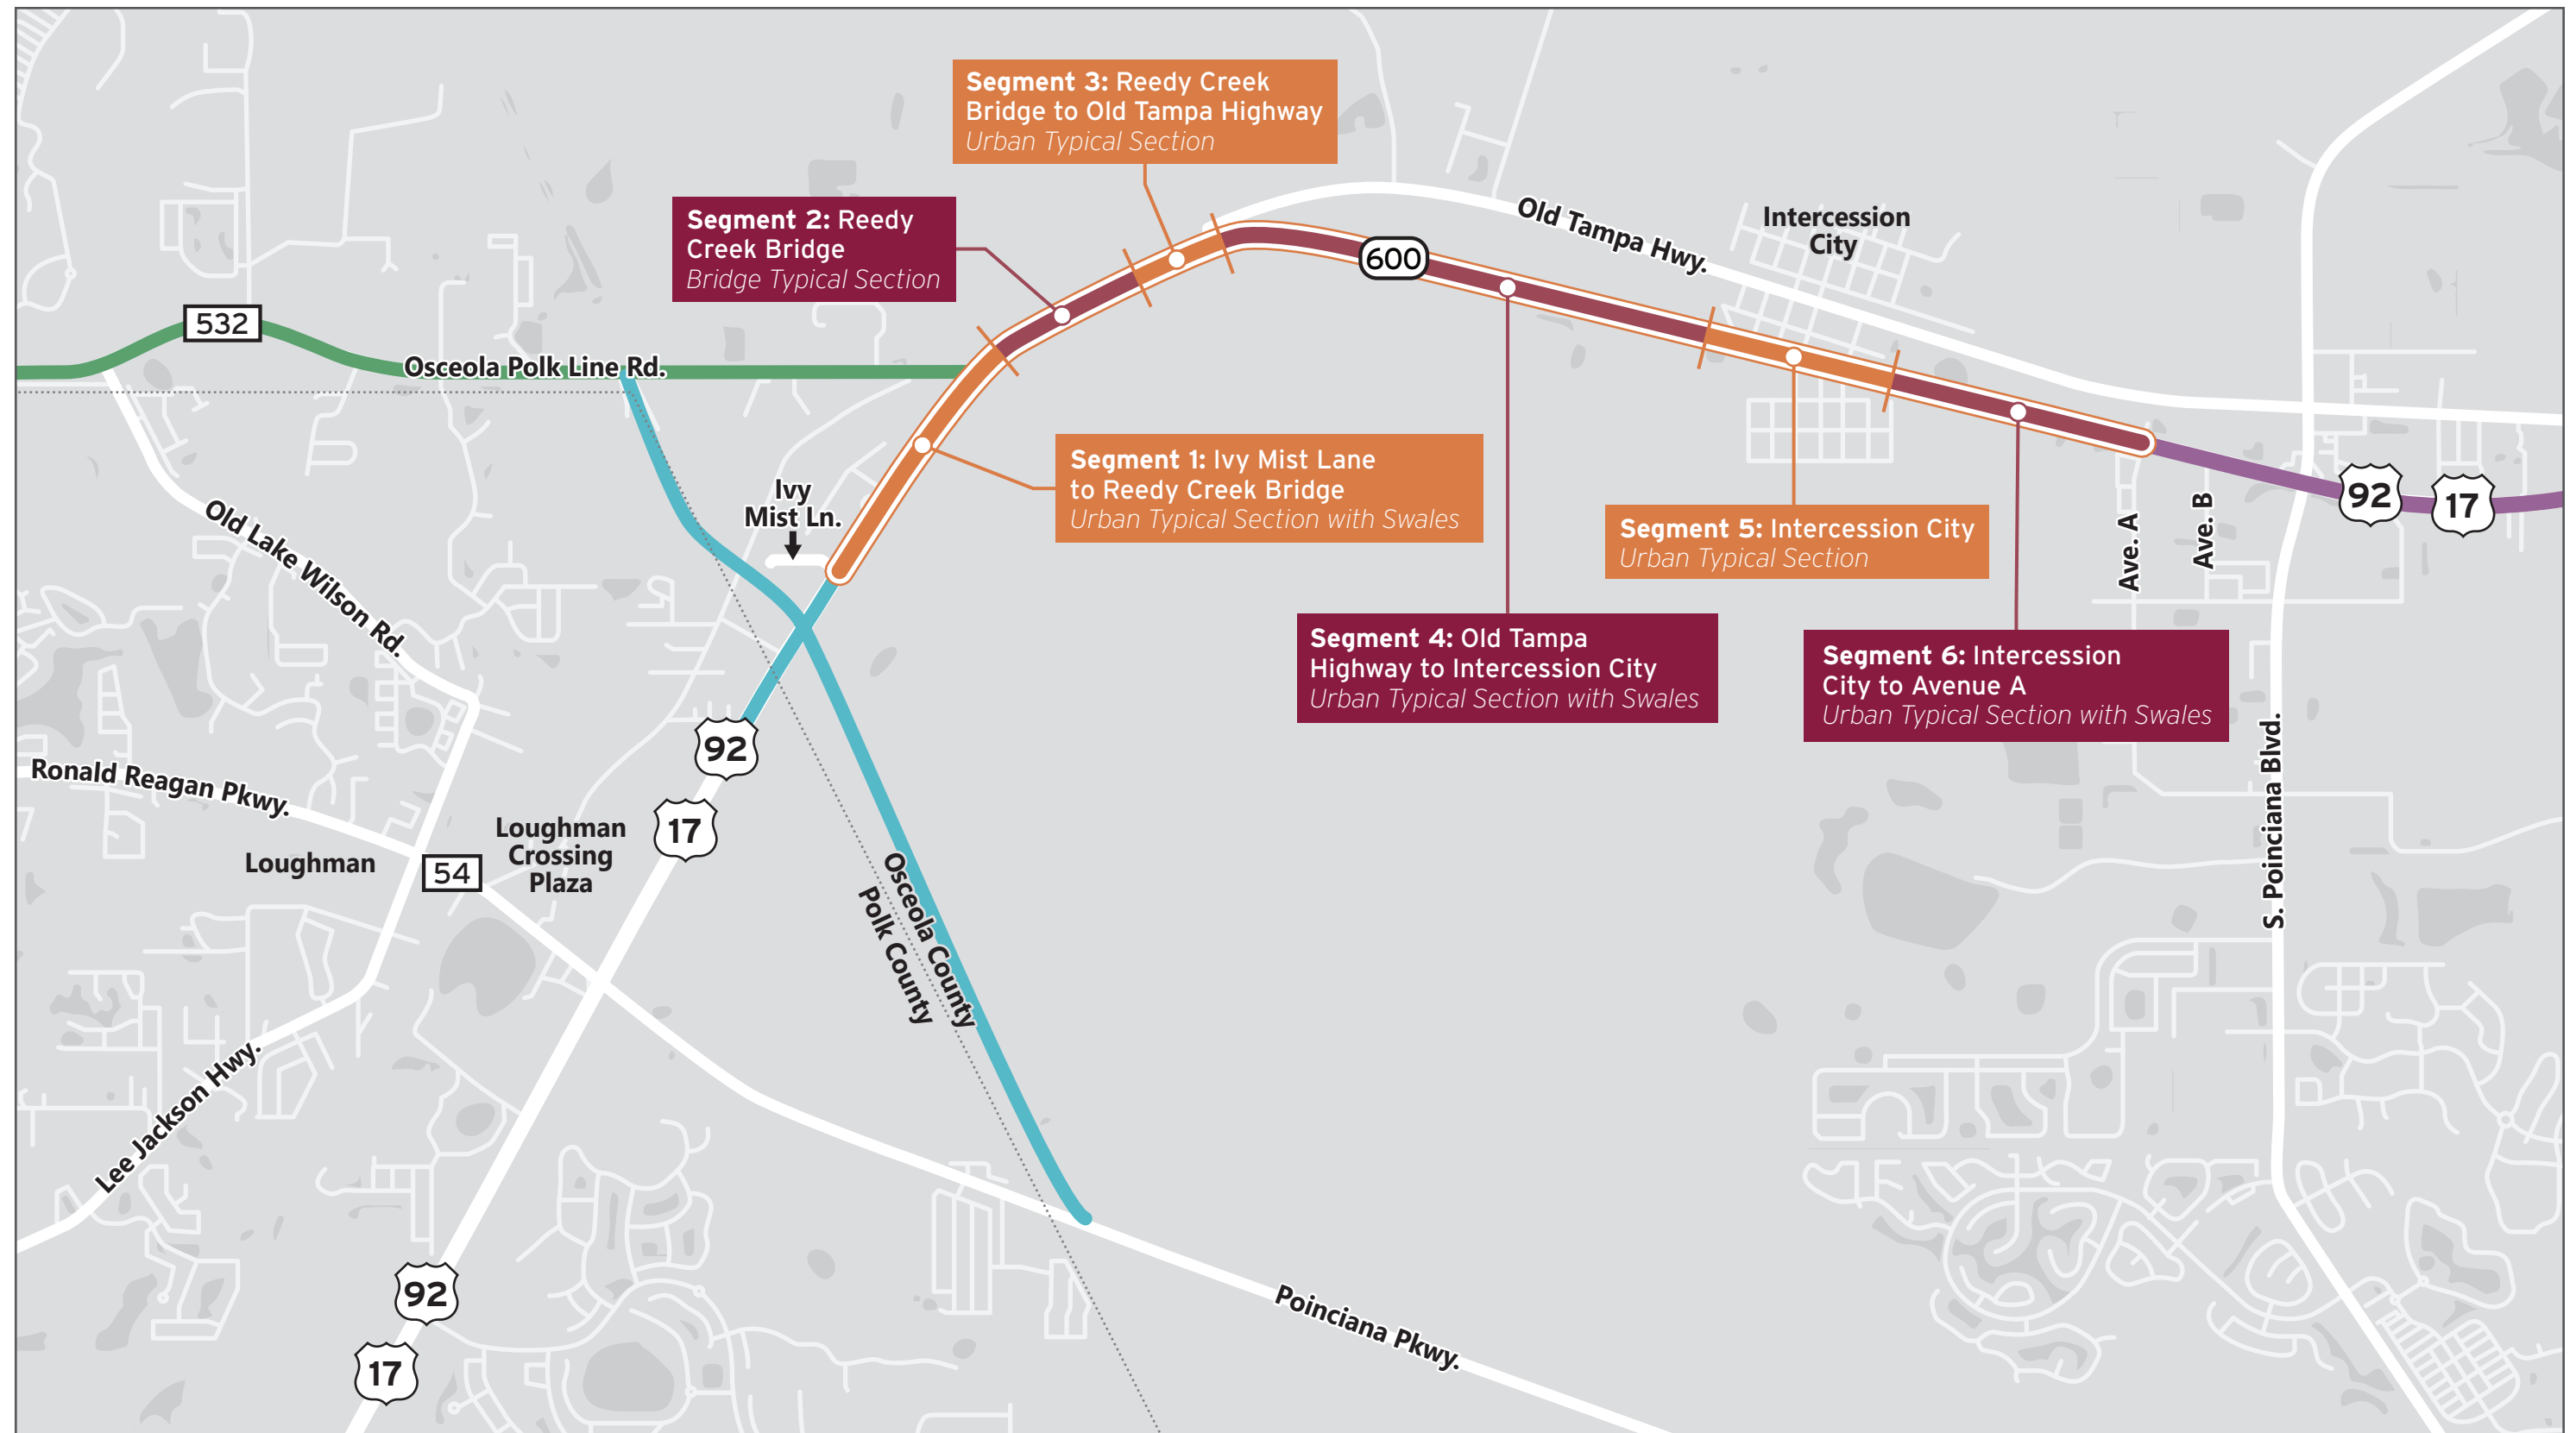 Segment 3: Reedy Creek
Bridge to Old Tampa Highway
Urban Typical Section
Segment 2: Reedy
Creek Bridge
Bridge Typical Section
Old Tampa Hwy.
Intercession
City
600
532
Osceola Polk Line Rd.
Segment 1: Ivy Mist Lane
to Reedy Creek Bridge
Urban Typical Section with Swales
Ivy
Mist Ln.
Segment 5: Intercession City
Urban Typical Section
92
17
Ave. A
Ave. B
Old Lake Wilson Rd.
Segment 4: Old Tampa
Highway to Intercession City
Urban Typical Section with Swales
Segment 6: Intercession
City to Avenue A
Urban Typical Section with Swales
92
17
Ronald Reagan Pkwy.
Loughman
54
Loughman
Crossing
Plaza
Osceola County
Polk County
S. Poinciana Blvd.
Lee Jackson Hwy.
92
17
Poinciana Pkwy.